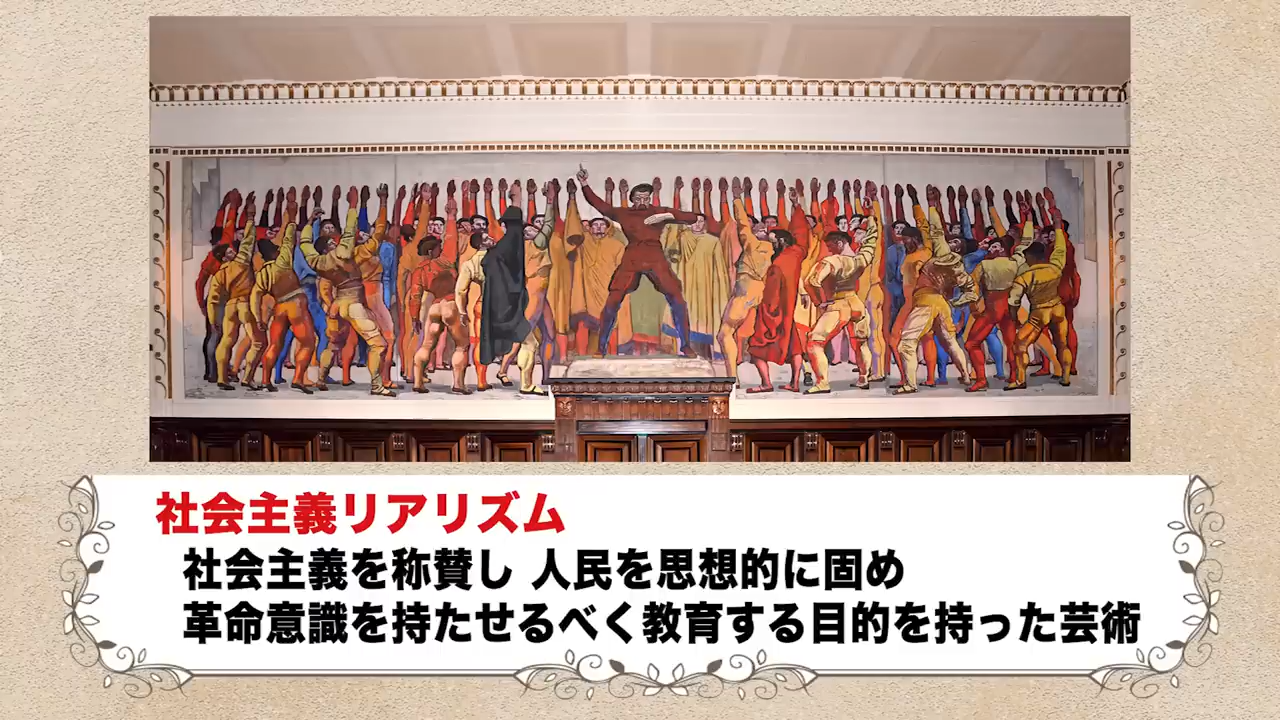 社会主義リアリズム
社会主義を称賛し 人民を思想的に固め
革命意識を持たせるべく教育する目的を持った芸術